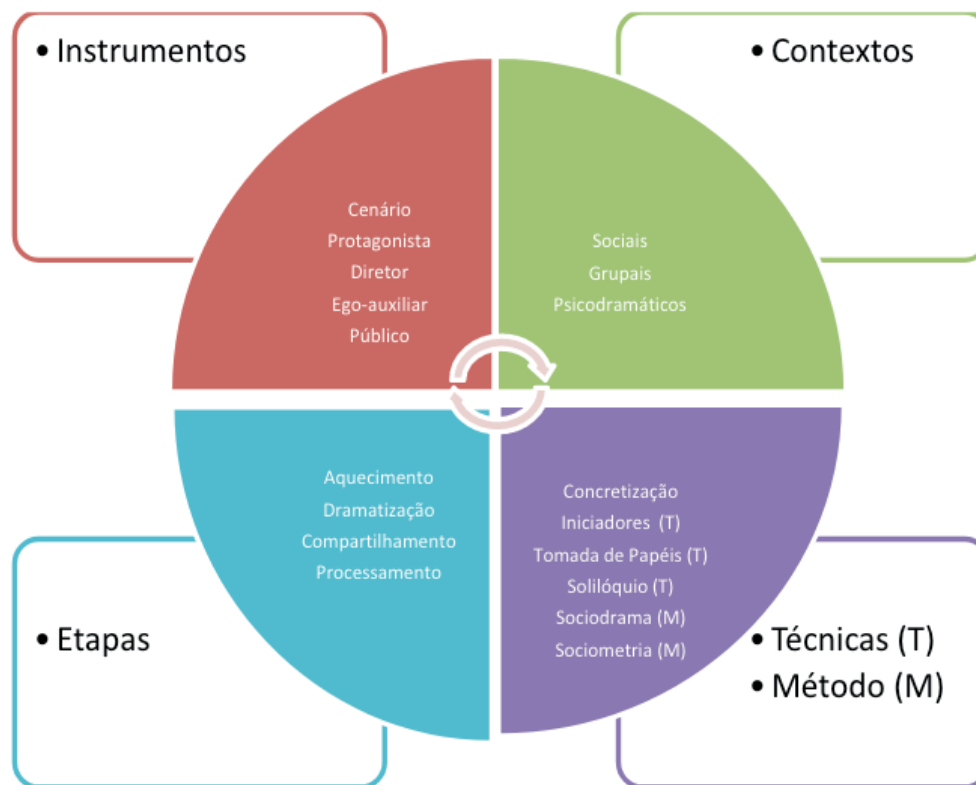 • Instrumentos
Cenário
Protagonista
Diretor
Ego-auxiliar
Público
• Contextos
Sociais
Grupais
Psicodramáticos
• Etapas
Aquecimento
Dramatização
Compartilhamento
Processamento
Concretização
Iniciadores (T)
Tomada de Papéis (T)
Solilóquio (T)
Sociodrama (M)
Sociometria (M)
• Técnicas (T)
• Método (M)